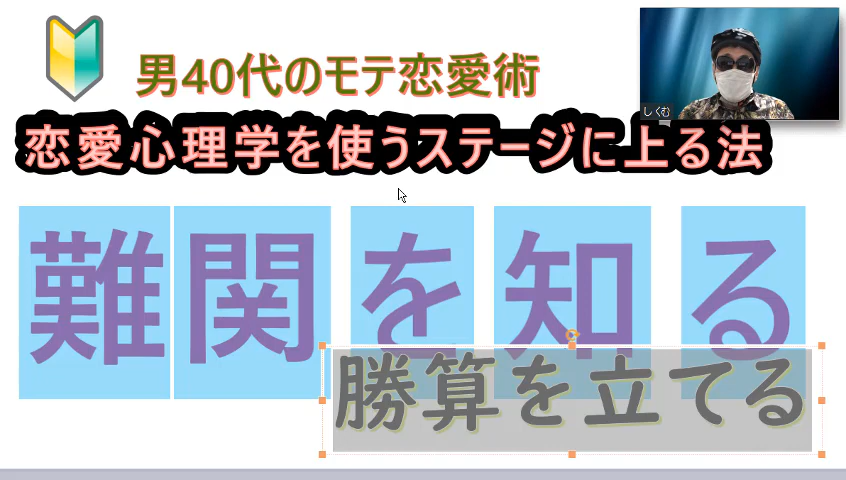 男40代のモテ恋愛術
しくむ
恋愛心理学を使うステージに上る法
難関を知る
勝算を立てる